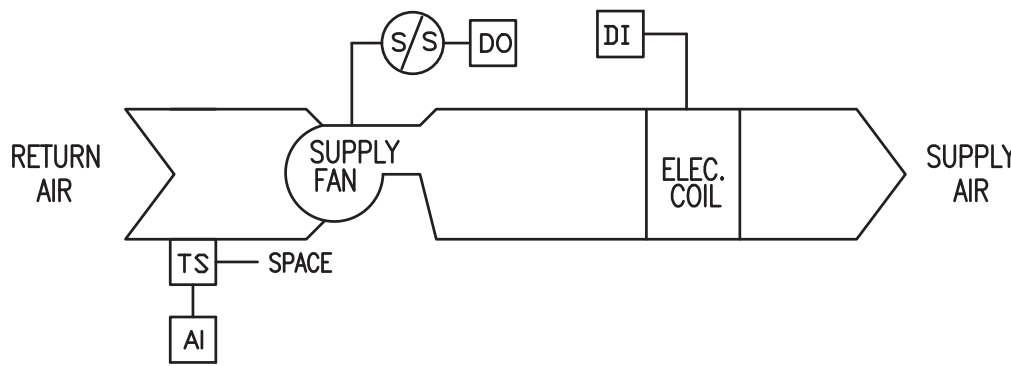 S/S
DO
DI
RETURN
AIR
SUPPLY
FAN
ELEC.
COIL
SUPPLY
AIR
TS
SPACE
AI